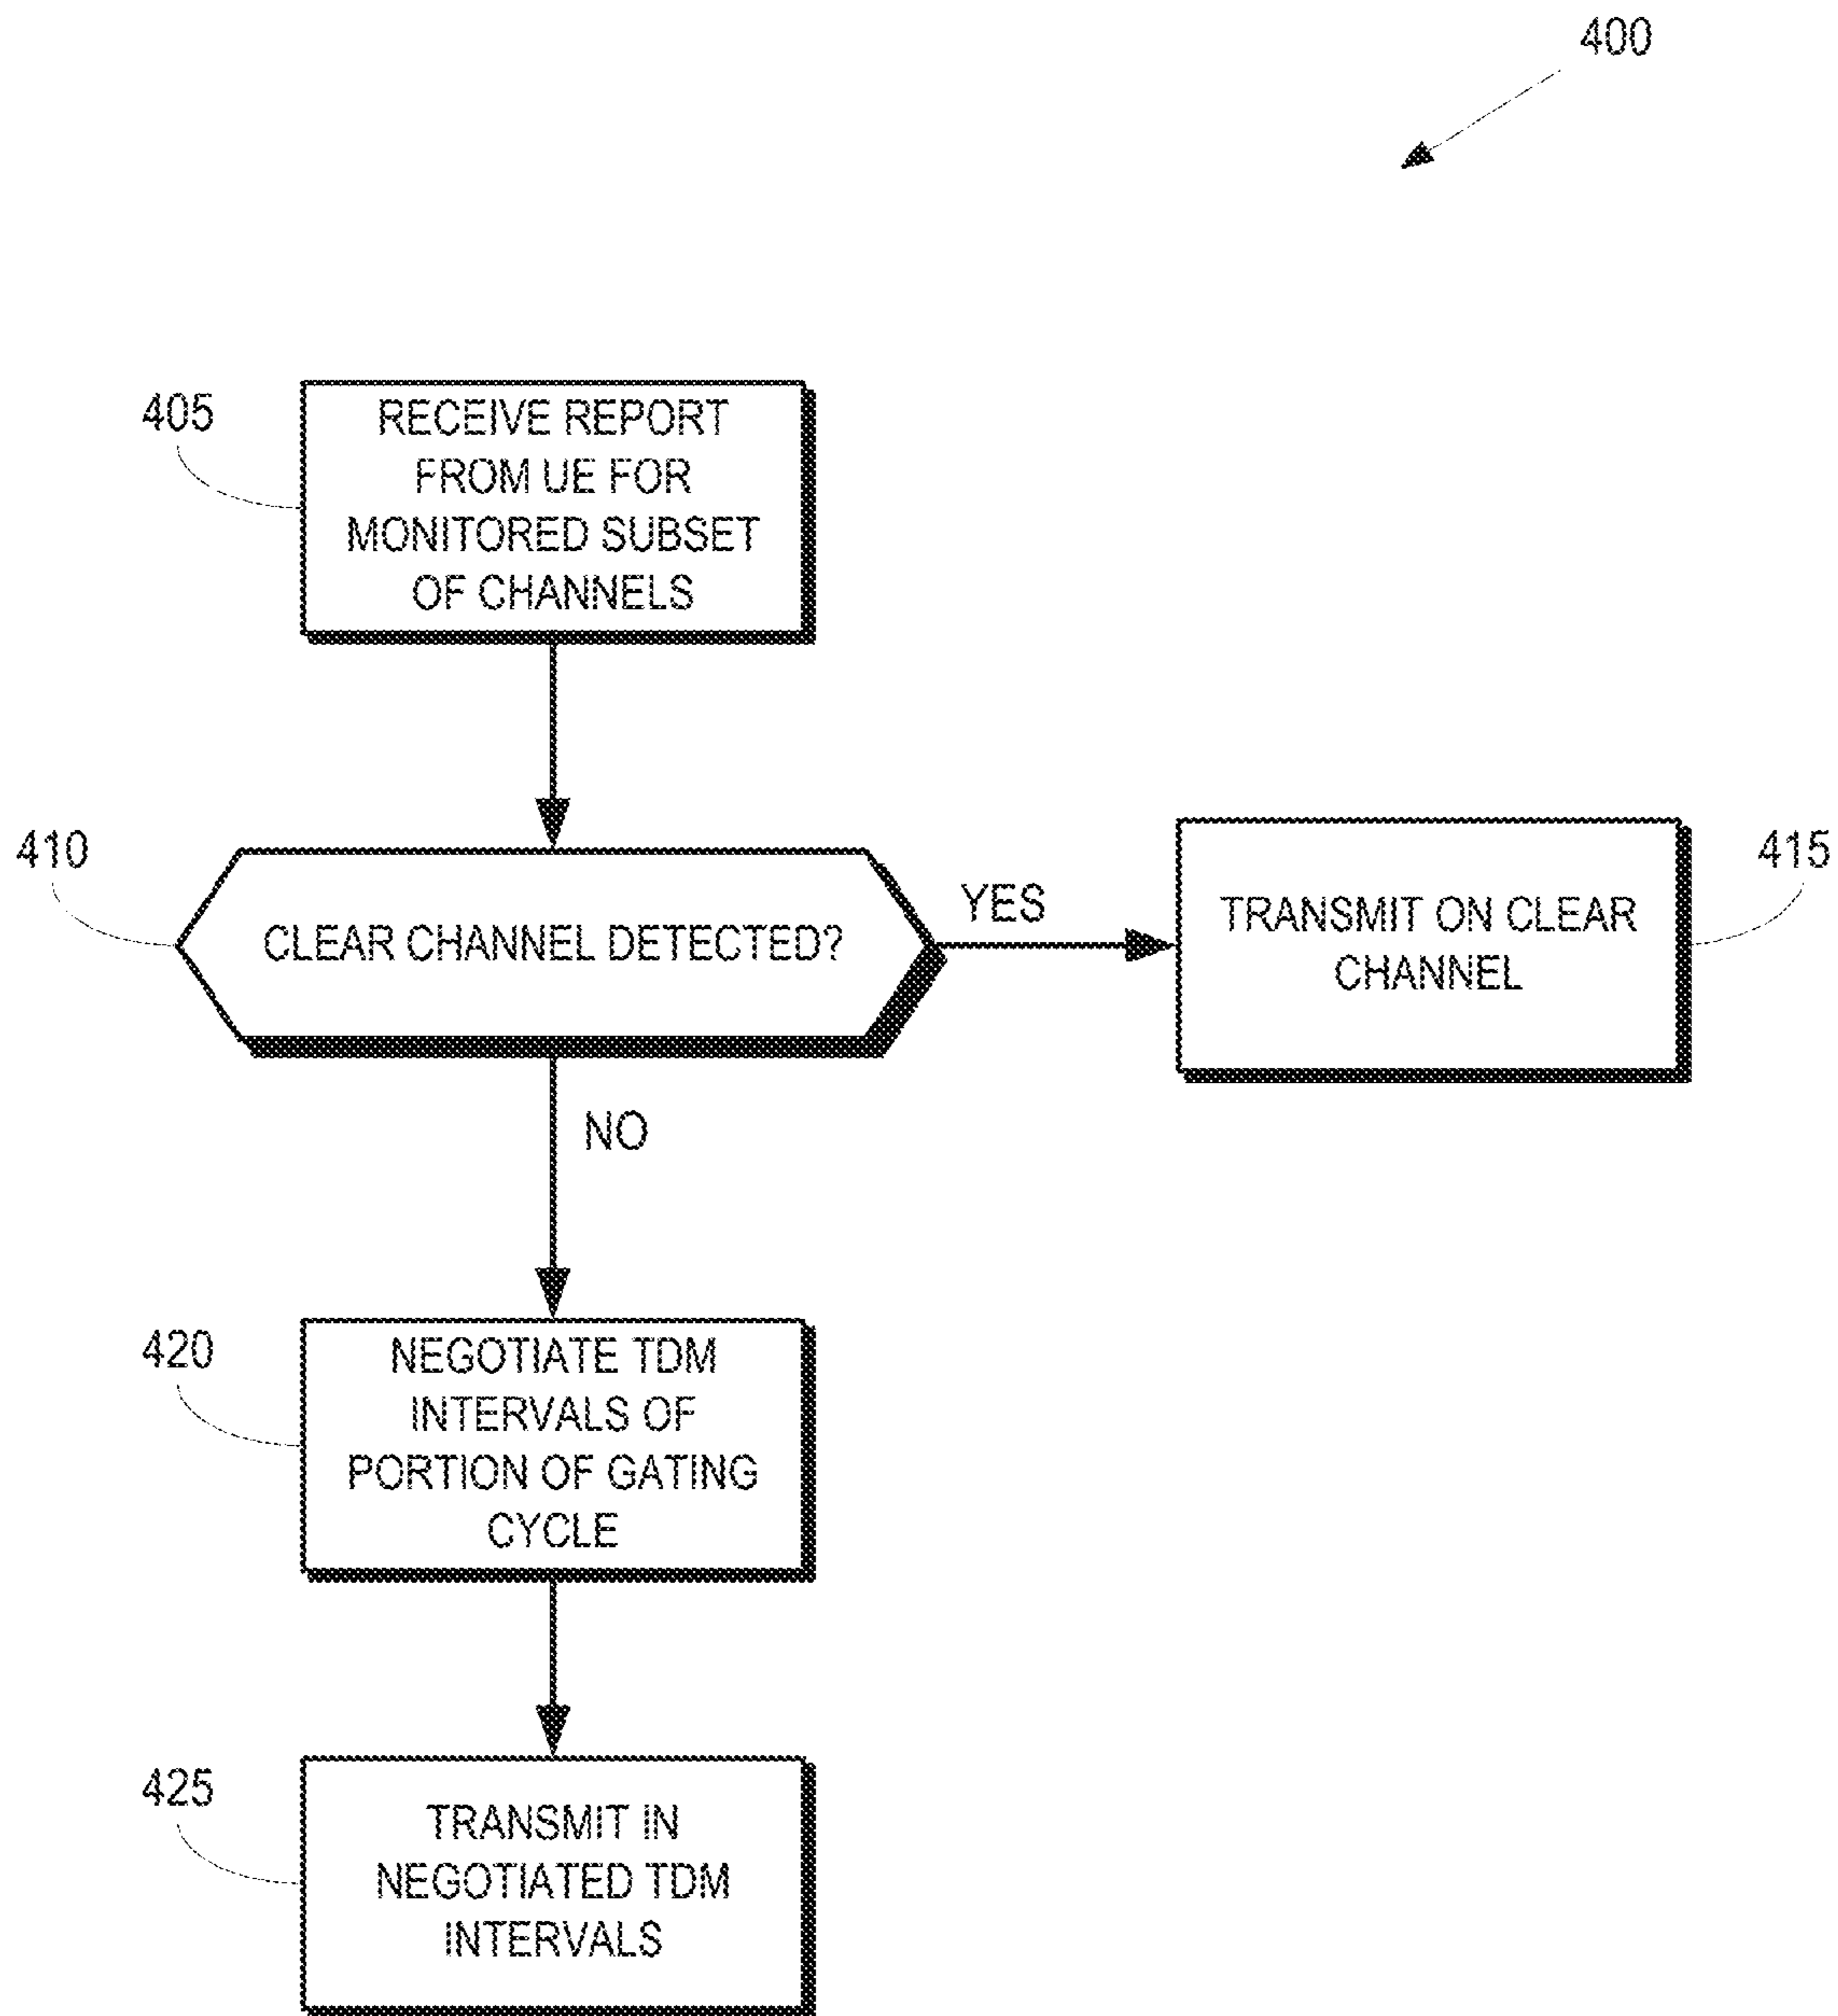 400
405
RECEIVE REPORT
FROM UE FOR
MONITORED SUBSET
OF CHANNELS
410
CLEAR CHANNEL DETECTED?
YES
TRANSMIT ON CLEAR
CHANNEL
415
NO
420
NEGOTIATE TDM
INTERVALS OF
PORTION OF GATING
CYCLE
425
TRANSMIT IN
NEGOTIATED TDM
INTERVALS